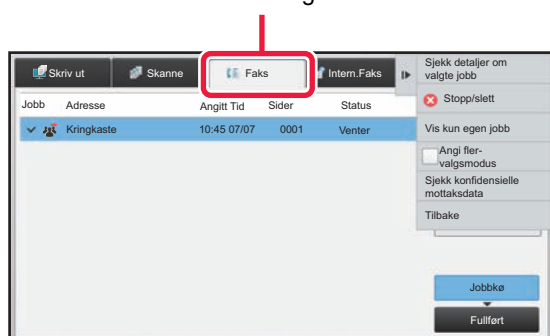 Skriv ut
Skanne
Faks
Intern.Faks
Jobb Adresse Angitt Tid Sider Status
Kringkaste 10:45 07/07 0001 Venter
Sjekk detaljer om
valgte jobb
Stopp/slett
Vis kun egen jobb
Angi fler-
valgsmodus
Sjekk konfidensielle
mottaksdata
Tilbake
Jobbkø
Fullført